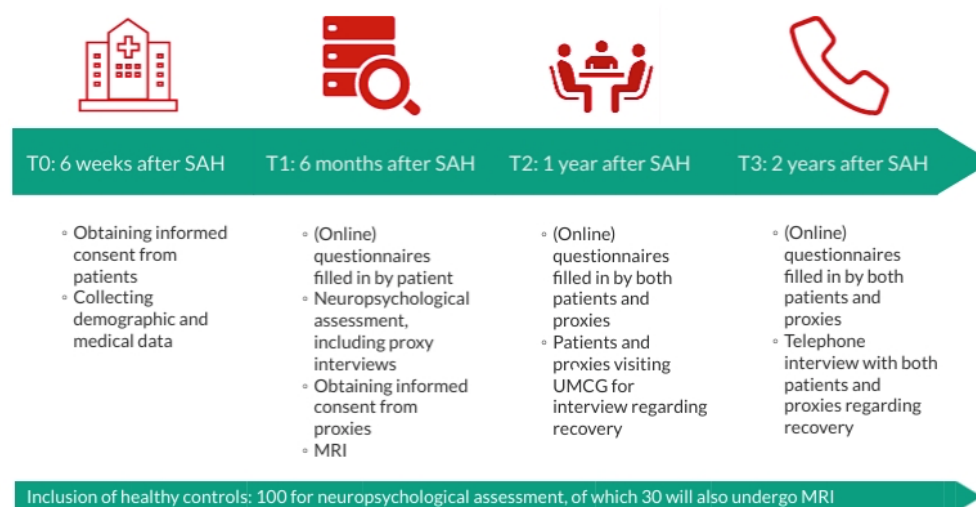 T0: 6 weeks after SAH
T1: 6 months after SAH
T2: 1 year after SAH
T3: 2 years after SAH
◦ Obtaining informed
consent from
patients
◦ Collecting
demographic and
medical data
◦ (Online)
questionnaires
filled in by patient
◦ Neuropsychological
assessment,
including proxy
interviews
◦ Obtaining informed
consent from
proxies
◦ MRI
◦ (Online)
questionnaires
filled in by both
patients and
proxies
◦ Patients and
proxies visiting
UMCG for
interview regarding
recovery
◦ (Online)
questionnaires
filled in by both
patients and
proxies
◦ Telephone
interview with both
patients and
proxies regarding
recovery
Inclusion of healthy controls: 100 for neuropsychological assessment, of which 30 will also undergo MRI